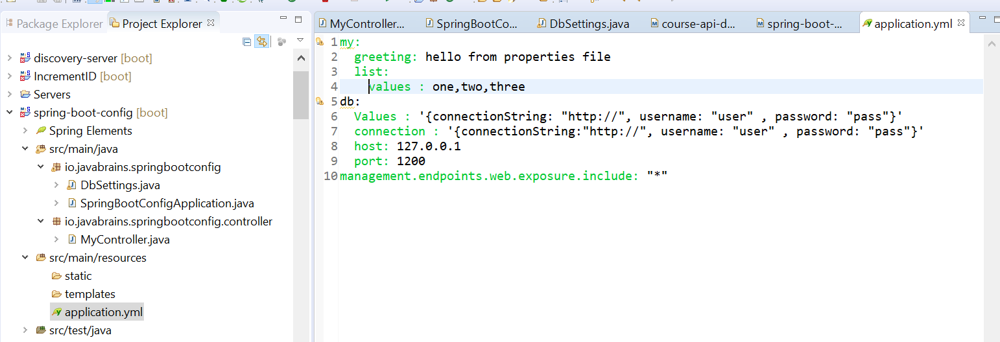 Package Explorer
Project Explorer
discovery-server [boot]
IncrementID [boot]
Servers
spring-boot-config [boot]
Spring Elements
src/main/java
io.javabrains.springbootconfig
DbSettings.java
SpringBootConfigApplication.java
io.javabrains.springbootconfig.controller
MyController.java
src/main/resources
static
templates
application.yml
src/test/java
MyController...
SpringBootCo...
DbSettings.java
course-api-d...
spring-boot-...
application.yml
1 my:
2 greeting: hello from properties file
3 list:
4 values : one,two,three
5 db:
6 Values : '{connectionString: "http://", username: "user" , password: "pass"}'
7 connection : '{connectionString:"http://", username: "user" , password: "pass"}'
8 host: 127.0.0.1
9 port: 1200
10 management.endpoints.web.exposure.include: "*"